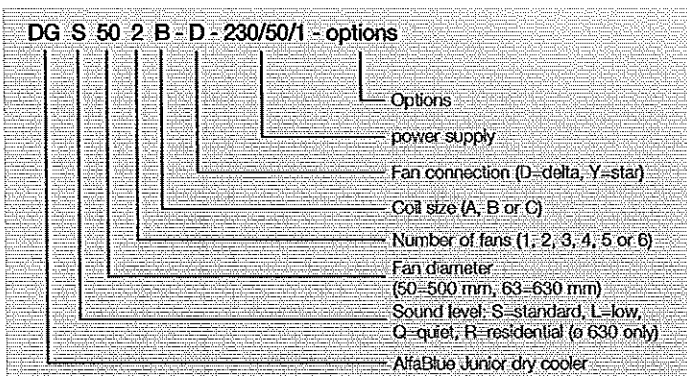 DG S 50 2 B - D - 230/50/1 - options
Options
power supply
Fan connection (D=delta, Y=star)
Coil size (A, B or C)
Number of fans (1, 2, 3, 4, 5 or 6)
Fan diameter
(50=500 mm, 63=630 mm)
Sound level: S=standard, L=low,
Q=quiet, R=residential (ø 630 only)
AlfaBlue Junior dry cooler